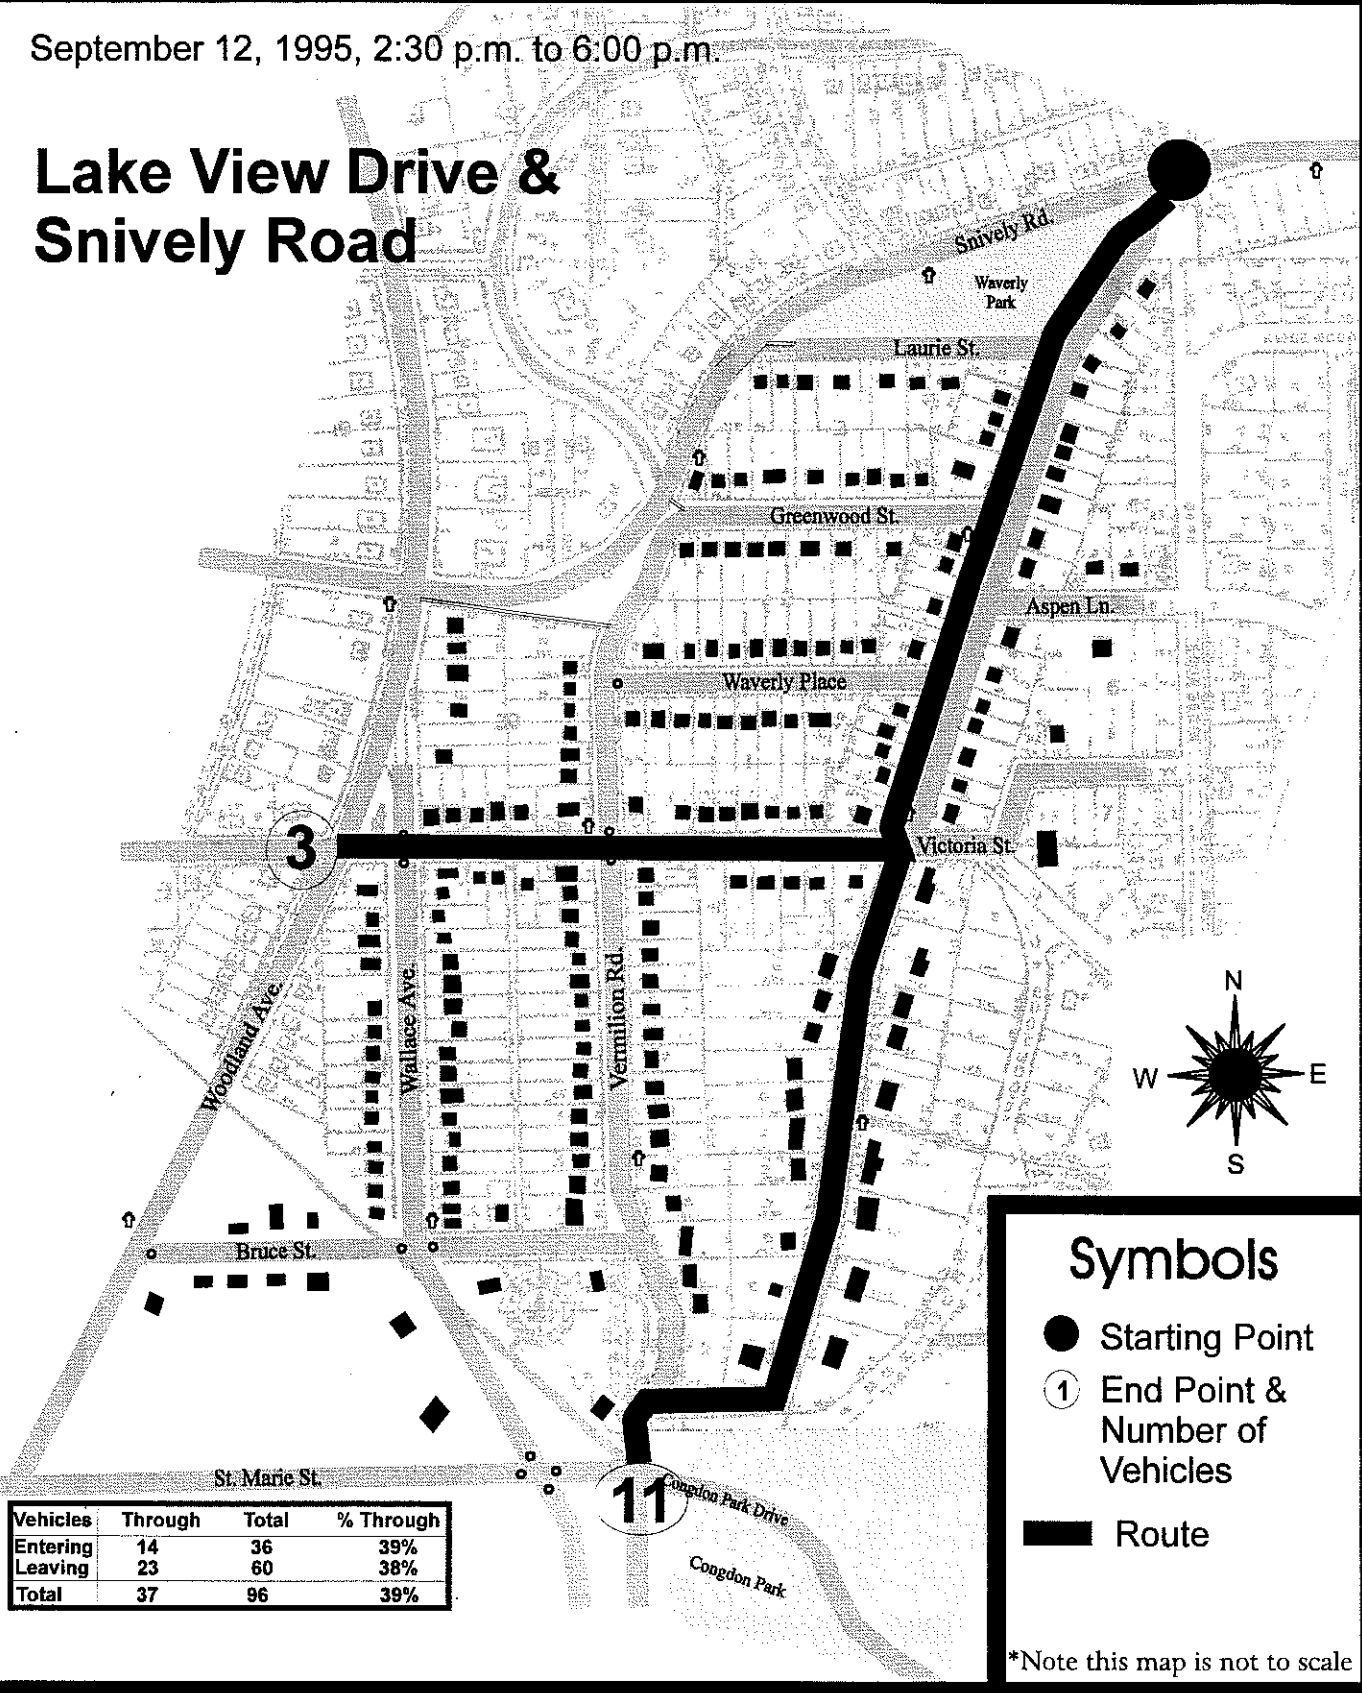 September 12, 1995, 2:30 p.m. to 6:00 p.m.
Lake View Drive &
Snively Road
Snively Rd.
Waverly
Park
Laurie St.
Greenwood St.
Aspen Ln.
Waverly Place
3
Victoria St.
Woodland Ave.
Wallace Ave.
Vermilion Rd.
N
W
E
S
Bruce St.
St. Marie St.
11
Congdon Park Drive
Congdon Park
Vehicles Through Total % Through
Entering 14 36 39%
Leaving 23 60 38%
Total 37 96 39%
Symbols
Starting Point
1 End Point &
Number of
Vehicles
Route
*Note this map is not to scale